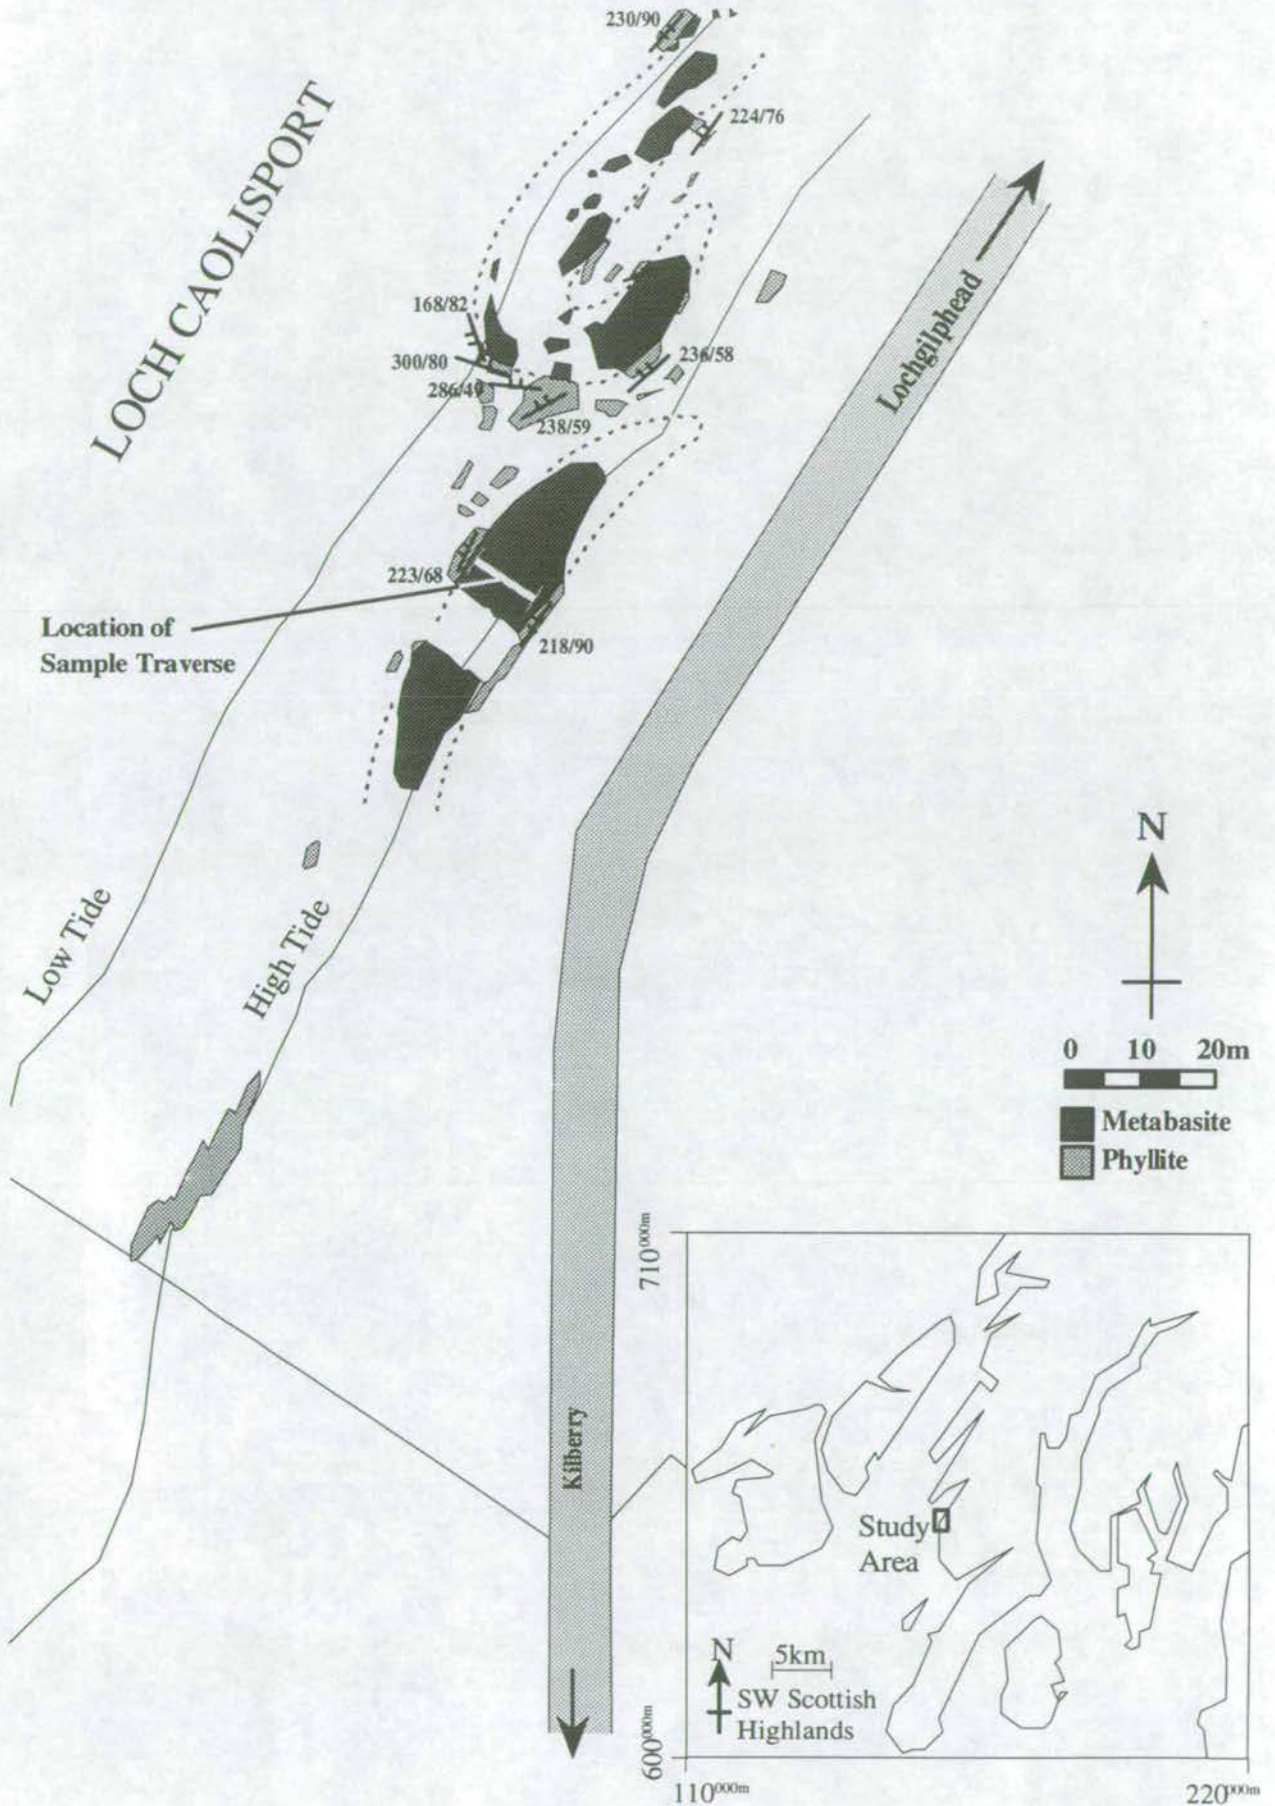 230/90
224/76
LOCH CAOLISPORT
Lochgilphead
168/82
300/80
286/49
236/58
238/59
223/68
Location of
Sample Traverse
218/90
Low Tide
High Tide
N
0 10 20m
Metabasite
Phyllite
Kilberry
710000m
Study
Area
N
5km
SW Scottish
Highlands
600000m
110000m
220000m